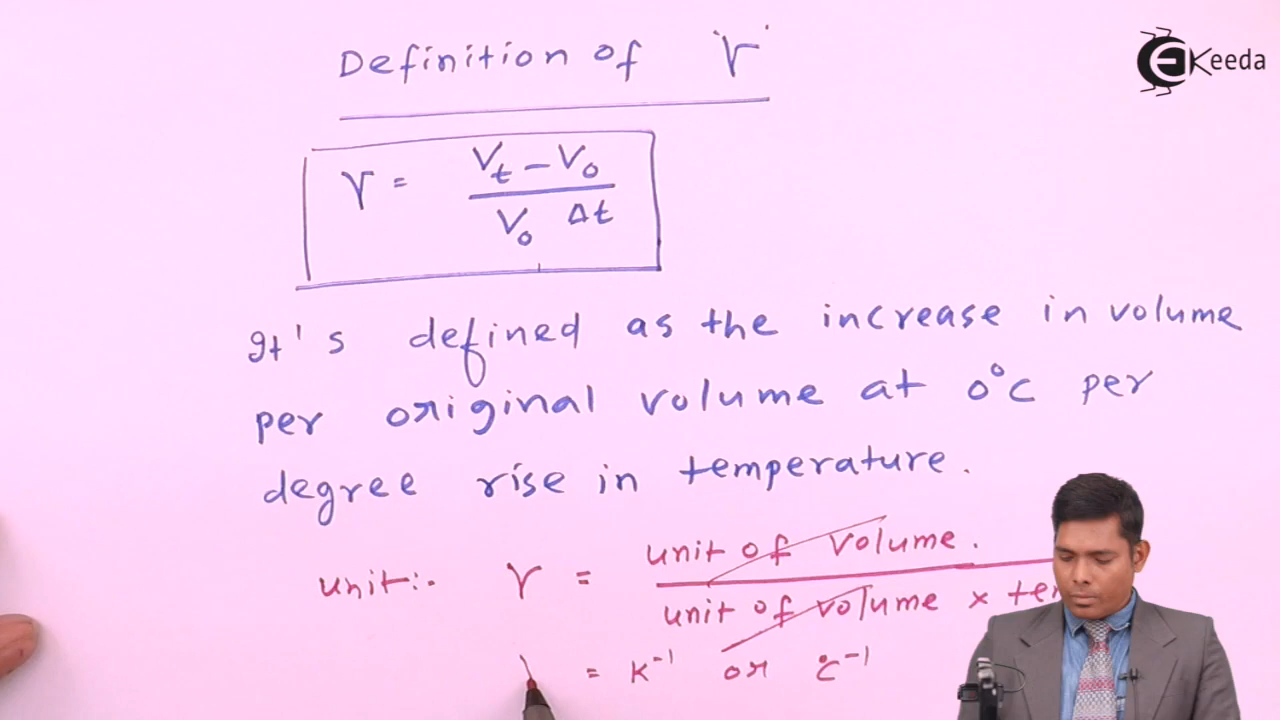 Definition of 'γ'
EKeeda
γ = (Vt − V0) / (V0 Δt)
It's defined as the increase in volume
per original volume at 0°C per
degree rise in temperature.
unit:. γ = unit of volume.
unit of volume x
= K⁻¹ or °C⁻¹